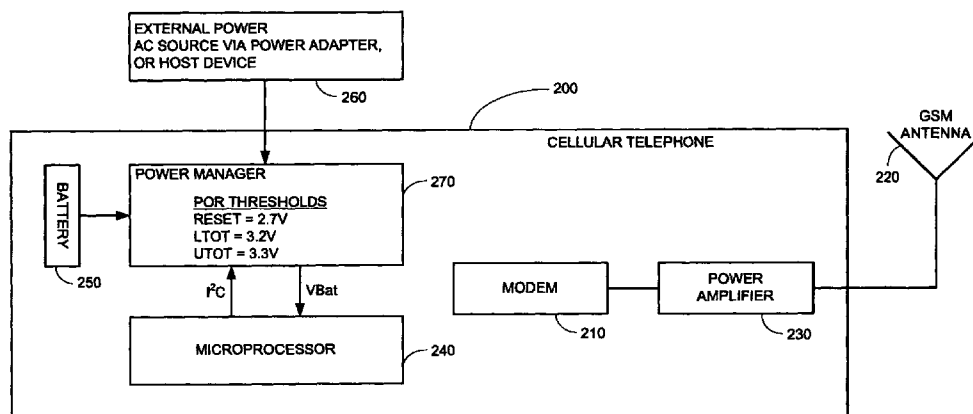 EXTERNAL POWER
AC SOURCE VIA POWER ADAPTER,
OR HOST DEVICE
260
200
GSM
ANTENNA
220
CELLULAR TELEPHONE
BATTERY
250
POWER MANAGER
270
POR THRESHOLDS
RESET = 2.7V
LTOT = 3.2V
UTOT = 3.3V
I²C
VBat
MICROPROCESSOR
240
MODEM
210
POWER
AMPLIFIER
230